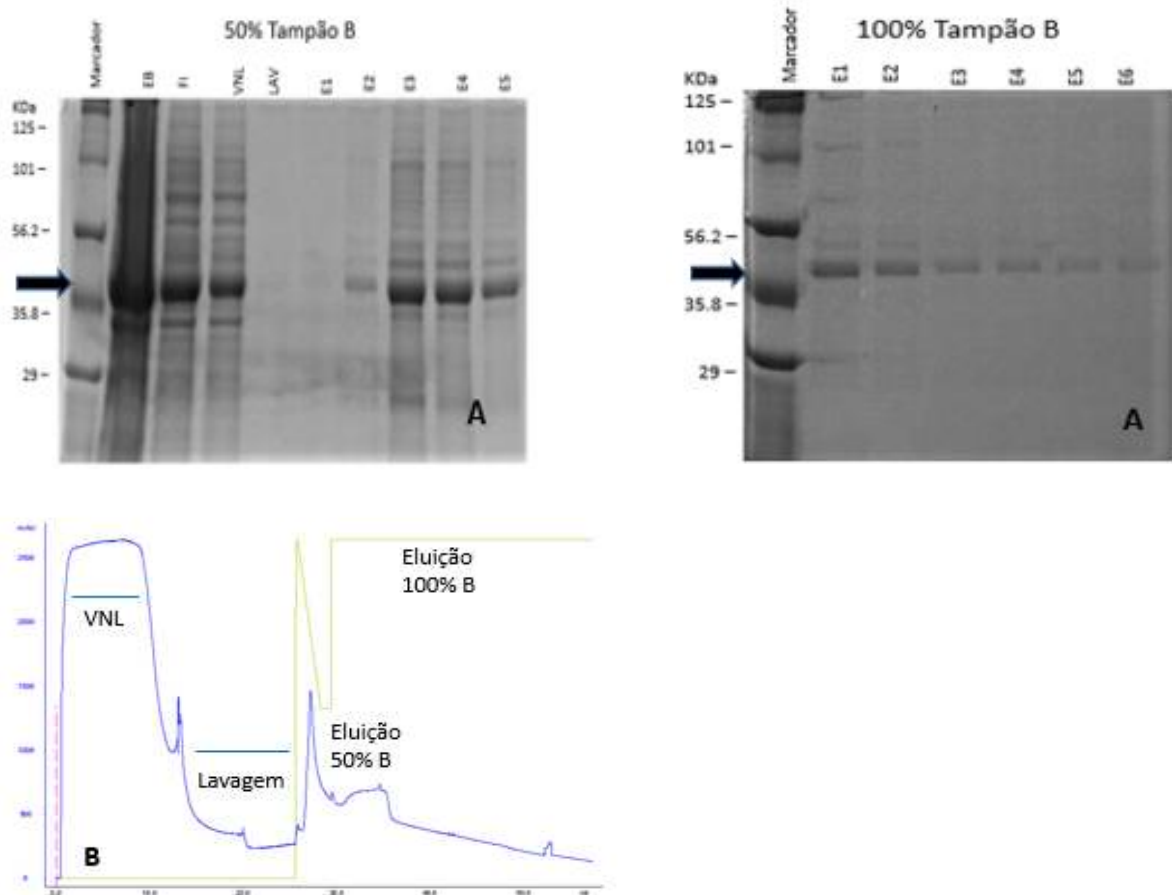 50% Tampão B
Marcador
EB
FI
VNL
LAV
E1
E2
E3
E4
E5
KDa
125 –
101 –
56.2 –
35.8 –
29 –
A
100% Tampão B
Marcador
E1
E2
E3
E4
E5
E6
KDa
125 –
101 –
56.2 –
35.8 –
29 –
A
Eluição
100% B
VNL
Eluição
50% B
Lavagem
B